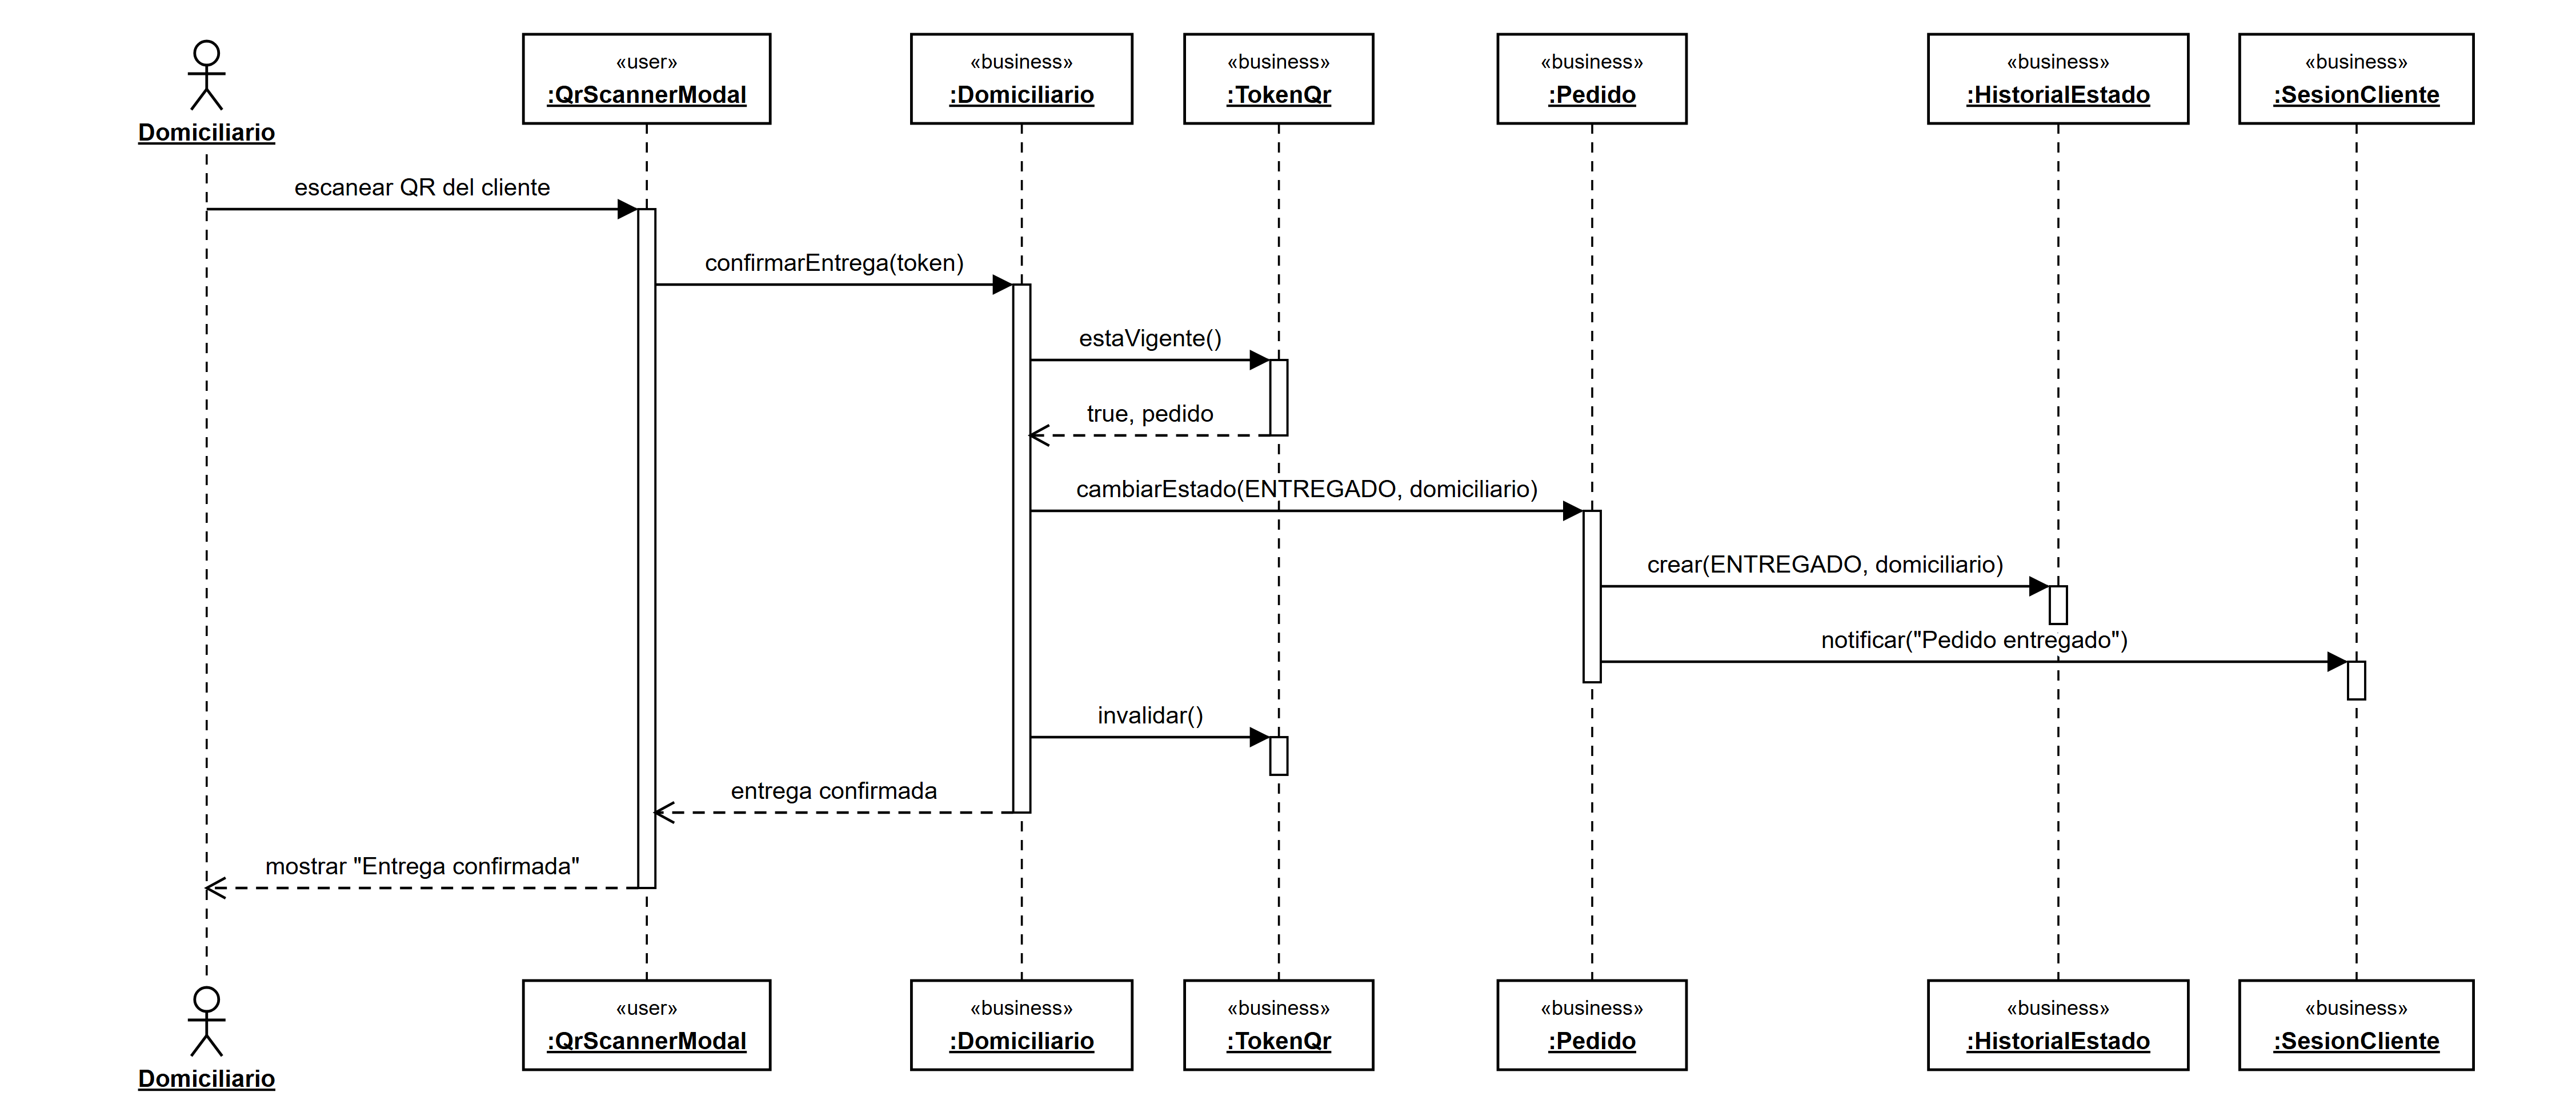 Domiciliario
«user»
:QrScannerModal
«business»
:Domiciliario
«business»
:TokenQr
«business»
:Pedido
«business»
:HistorialEstado
«business»
:SesionCliente
escanear QR del cliente
confirmarEntrega(token)
estaVigente()
true, pedido
cambiarEstado(ENTREGADO, domiciliario)
crear(ENTREGADO, domiciliario)
notificar("Pedido entregado")
invalidar()
entrega confirmada
mostrar "Entrega confirmada"
Domiciliario
«user»
:QrScannerModal
«business»
:Domiciliario
«business»
:TokenQr
«business»
:Pedido
«business»
:HistorialEstado
«business»
:SesionCliente